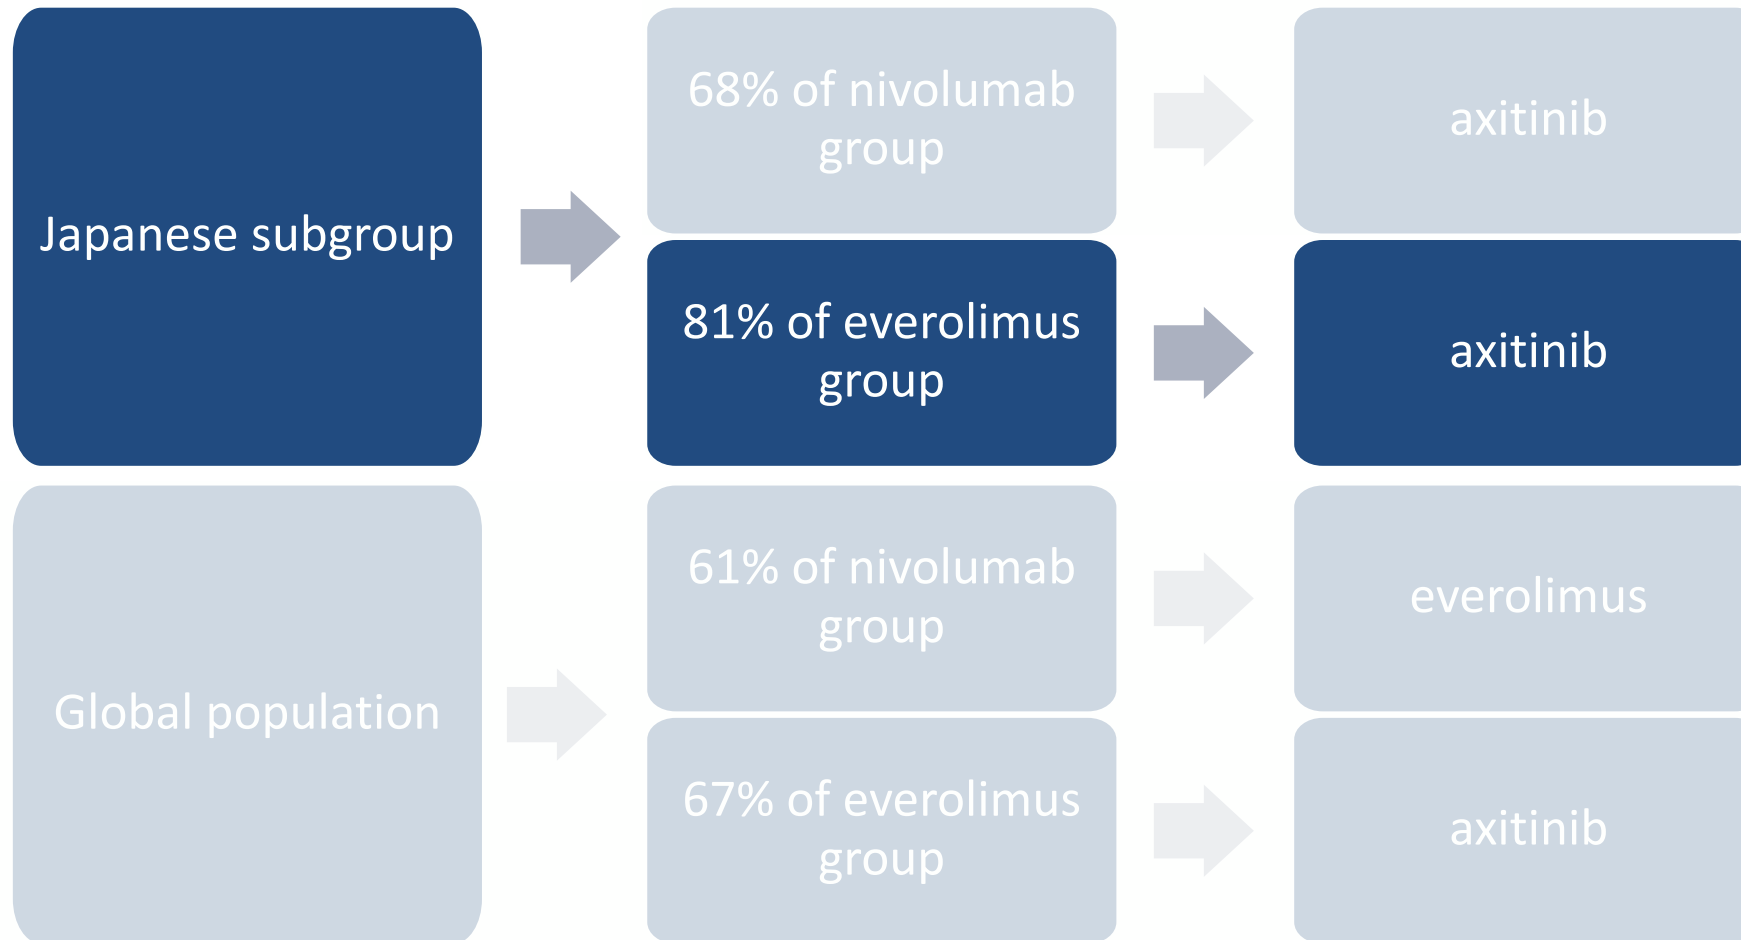 Japanese subgroup
68% of nivolumab
group
axitinib
81% of everolimus
group
axitinib
Global population
61% of nivolumab
group
everolimus
67% of everolimus
group
axitinib